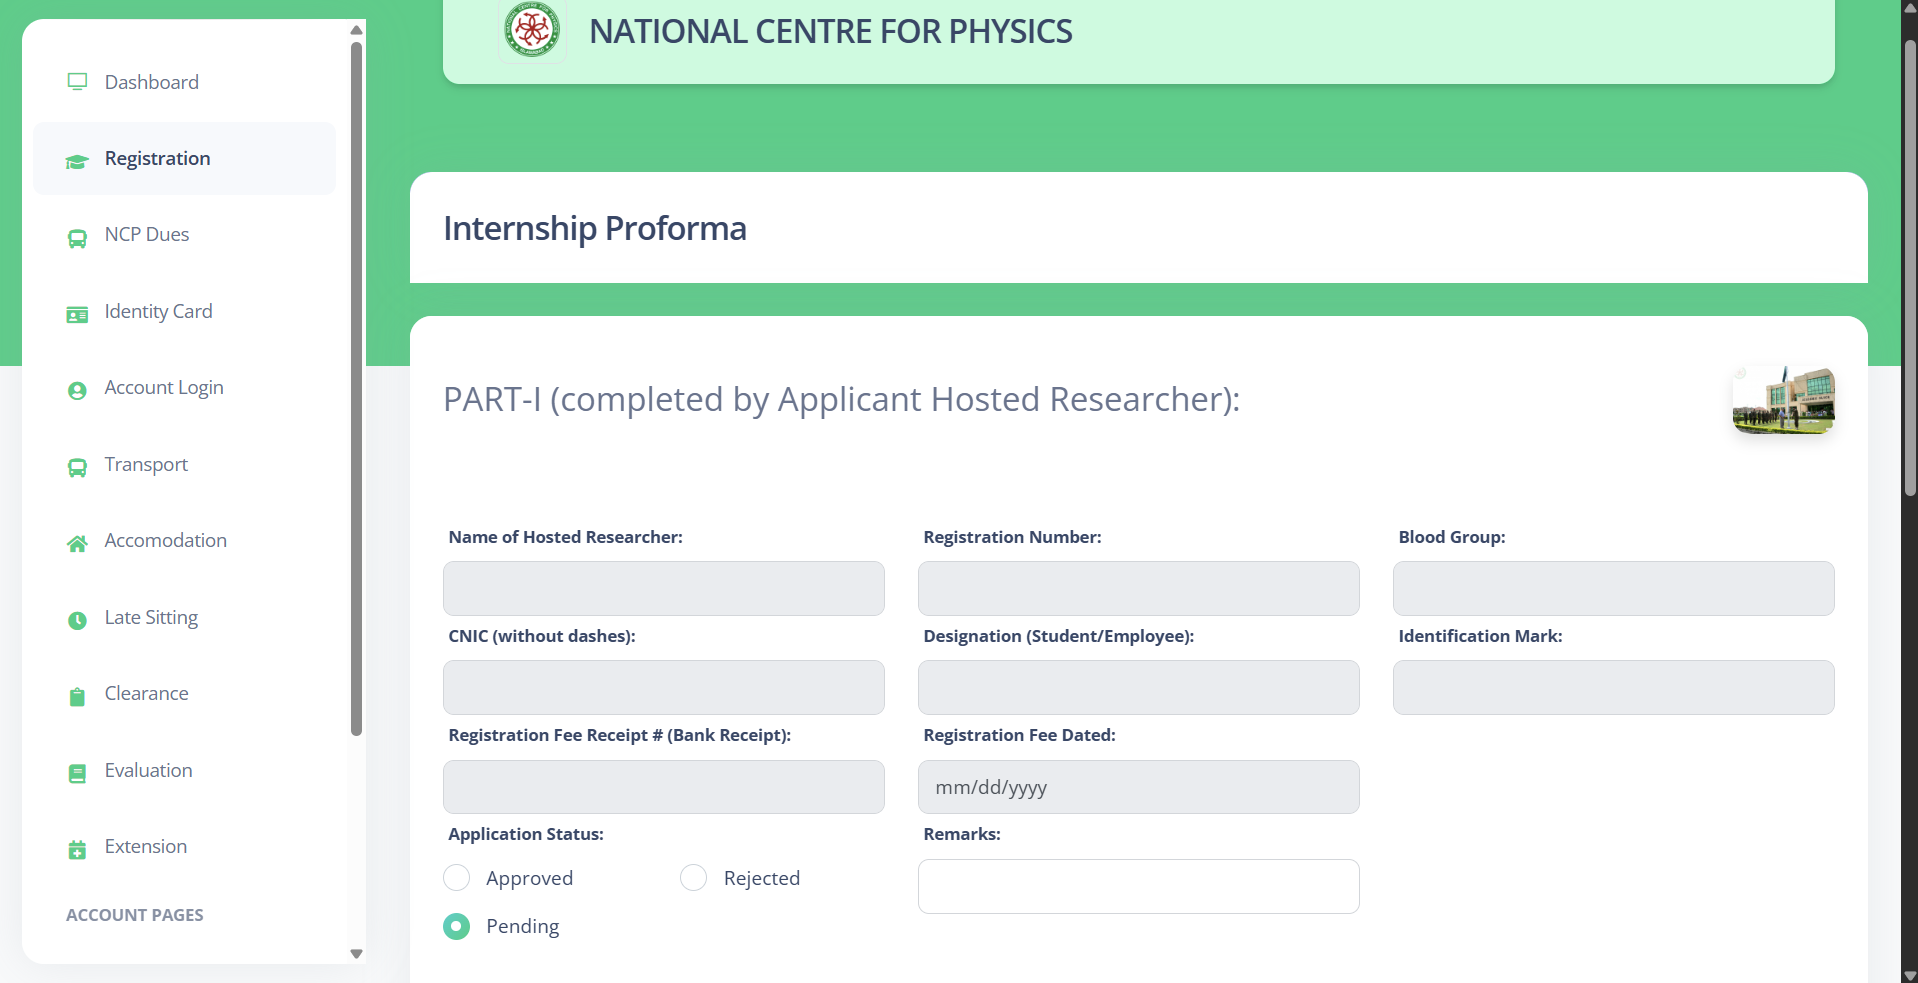 NATIONAL CENTRE FOR PHYSICS
Dashboard
Registration
NCP Dues
Identity Card
Account Login
Transport
Accomodation
Late Sitting
Clearance
Evaluation
Extension
ACCOUNT PAGES
Internship Proforma
PART-I (completed by Applicant Hosted Researcher):
Name of Hosted Researcher:
Registration Number:
Blood Group:
CNIC (without dashes):
Designation (Student/Employee):
Identification Mark:
Registration Fee Receipt # (Bank Receipt):
Registration Fee Dated:
mm/dd/yyyy
Application Status:
Remarks:
Approved
Rejected
Pending